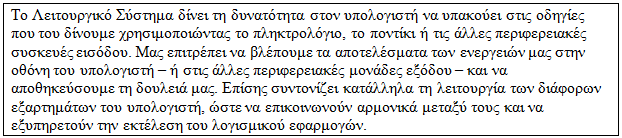 Το Λειτουργικό Σύστημα δίνει τη δυνατότητα στον υπολογιστή να υπακούει στις οδηγίες
που του δίνουμε χρησιμοποιώντας το πληκτρολόγιο, το ποντίκι ή τις άλλες περιφερειακές
συσκευές εισόδου. Μας επιτρέπει να βλέπουμε τα αποτελέσματα των ενεργειών μας στην
οθόνη του υπολογιστή – ή στις άλλες περιφερειακές μονάδες εξόδου – και να
αποθηκεύσουμε τη δουλειά μας. Επίσης συντονίζει κατάλληλα τη λειτουργία των διάφορων
εξαρτημάτων του υπολογιστή, ώστε να επικοινωνούν αρμονικά μεταξύ τους και να
εξυπηρετούν την εκτέλεση του λογισμικού εφαρμογών.